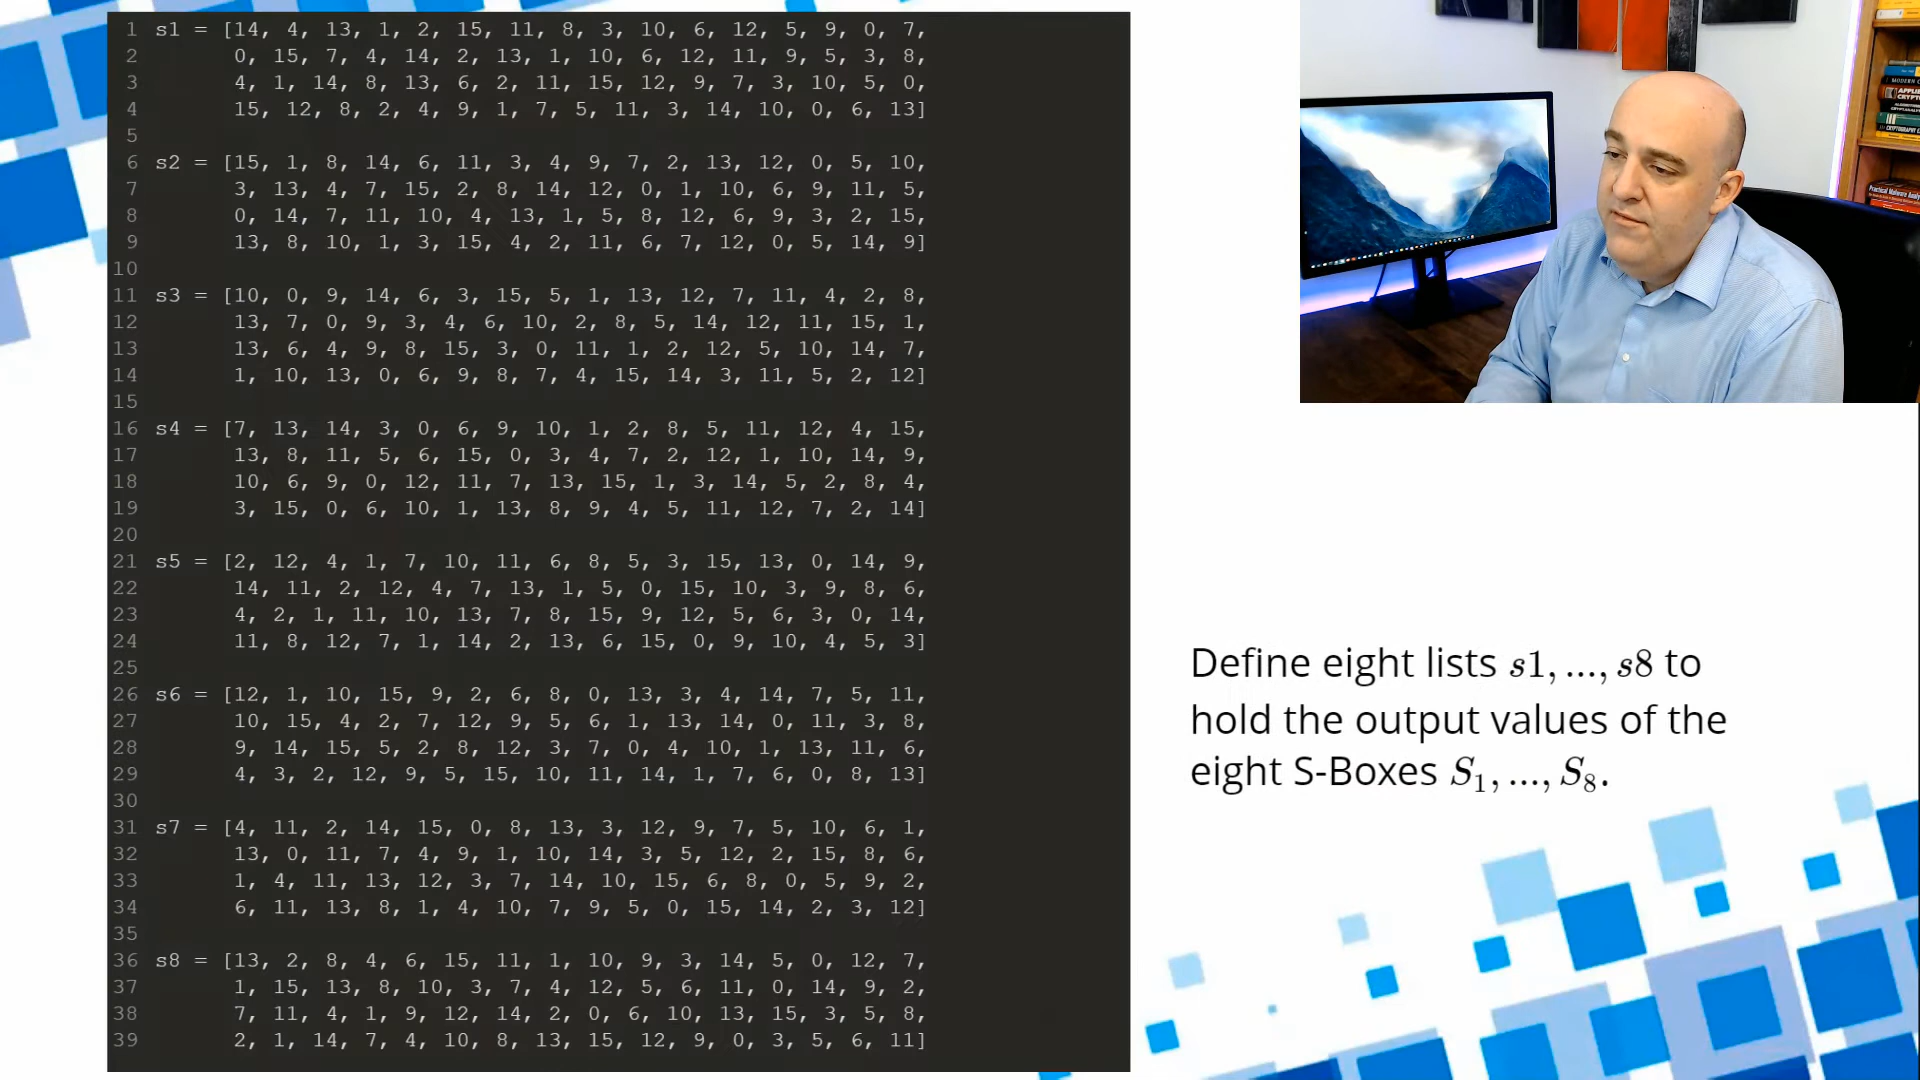 1 s1 = [14, 4, 13, 1, 2, 15, 11, 8, 3, 10, 6, 12, 5, 9, 0, 7,
2 0, 15, 7, 4, 14, 2, 13, 1, 10, 6, 12, 11, 9, 5, 3, 8,
3 4, 1, 14, 8, 13, 6, 2, 11, 15, 12, 9, 7, 3, 10, 5, 0,
4 15, 12, 8, 2, 4, 9, 1, 7, 5, 11, 3, 14, 10, 0, 6, 13]
5
6 s2 = [15, 1, 8, 14, 6, 11, 3, 4, 9, 7, 2, 13, 12, 0, 5, 10,
7 3, 13, 4, 7, 15, 2, 8, 14, 12, 0, 1, 10, 6, 9, 11, 5,
8 0, 14, 7, 11, 10, 4, 13, 1, 5, 8, 12, 6, 9, 3, 2, 15,
9 13, 8, 10, 1, 3, 15, 4, 2, 11, 6, 7, 12, 0, 5, 14, 9]
10
11 s3 = [10, 0, 9, 14, 6, 3, 15, 5, 1, 13, 12, 7, 11, 4, 2, 8,
12 13, 7, 0, 9, 3, 4, 6, 10, 2, 8, 5, 14, 12, 11, 15, 1,
13 13, 6, 4, 9, 8, 15, 3, 0, 11, 1, 2, 12, 5, 10, 14, 7,
14 1, 10, 13, 0, 6, 9, 8, 7, 4, 15, 14, 3, 11, 5, 2, 12]
15
16 s4 = [7, 13, 14, 3, 0, 6, 9, 10, 1, 2, 8, 5, 11, 12, 4, 15,
17 13, 8, 11, 5, 6, 15, 0, 3, 4, 7, 2, 12, 1, 10, 14, 9,
18 10, 6, 9, 0, 12, 11, 7, 13, 15, 1, 3, 14, 5, 2, 8, 4,
19 3, 15, 0, 6, 10, 1, 13, 8, 9, 4, 5, 11, 12, 7, 2, 14]
20
21 s5 = [2, 12, 4, 1, 7, 10, 11, 6, 8, 5, 3, 15, 13, 0, 14, 9,
22 14, 11, 2, 12, 4, 7, 13, 1, 5, 0, 15, 10, 3, 9, 8, 6,
23 4, 2, 1, 11, 10, 13, 7, 8, 15, 9, 12, 5, 6, 3, 0, 14,
24 11, 8, 12, 7, 1, 14, 2, 13, 6, 15, 0, 9, 10, 4, 5, 3]
25
26 s6 = [12, 1, 10, 15, 9, 2, 6, 8, 0, 13, 3, 4, 14, 7, 5, 11,
27 10, 15, 4, 2, 7, 12, 9, 5, 6, 1, 13, 14, 0, 11, 3, 8,
28 9, 14, 15, 5, 2, 8, 12, 3, 7, 0, 4, 10, 1, 13, 11, 6,
29 4, 3, 2, 12, 9, 5, 15, 10, 11, 14, 1, 7, 6, 0, 8, 13]
30
31 s7 = [4, 11, 2, 14, 15, 0, 8, 13, 3, 12, 9, 7, 5, 10, 6, 1,
32 13, 0, 11, 7, 4, 9, 1, 10, 14, 3, 5, 12, 2, 15, 8, 6,
33 1, 4, 11, 13, 12, 3, 7, 14, 10, 15, 6, 8, 0, 5, 9, 2,
34 6, 11, 13, 8, 1, 4, 10, 7, 9, 5, 0, 15, 14, 2, 3, 12]
35
36 s8 = [13, 2, 8, 4, 6, 15, 11, 1, 10, 9, 3, 14, 5, 0, 12, 7,
37 1, 15, 13, 8, 10, 3, 7, 4, 12, 5, 6, 11, 0, 14, 9, 2,
38 7, 11, 4, 1, 9, 12, 14, 2, 0, 6, 10, 13, 15, 3, 5, 8,
39 2, 1, 14, 7, 4, 10, 8, 13, 15, 12, 9, 0, 3, 5, 6, 11]
Define eight lists s1, ..., s8 to
hold the output values of the
eight S-Boxes S₁, ..., S₈.